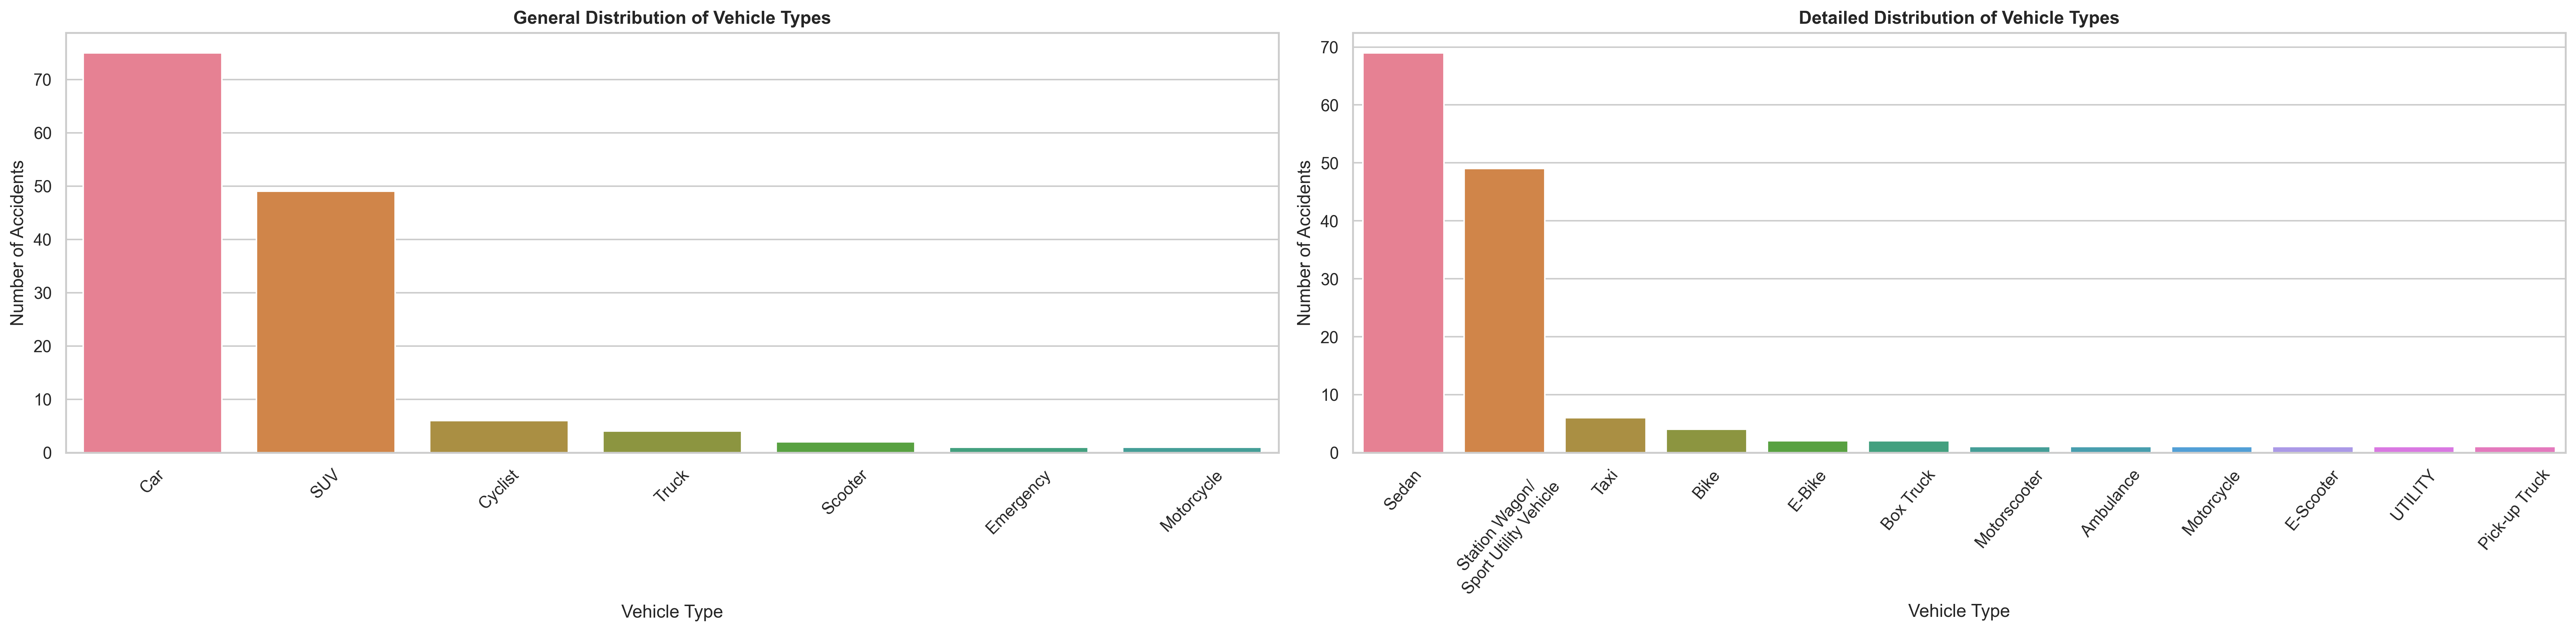 General Distribution of Vehicle Types
Number of Accidents
70
60
50
40
30
20
10
0
Car
SUV
Cyclist
Truck
Scooter
Emergency
Motorcycle
Vehicle Type
Detailed Distribution of Vehicle Types
Number of Accidents
70
60
50
40
30
20
10
0
Sedan
Station Wagon/
Sport Utility Vehicle
Taxi
Bike
E-Bike
Box Truck
Motorscooter
Ambulance
Motorcycle
E-Scooter
UTILITY
Pick-up Truck
Vehicle Type